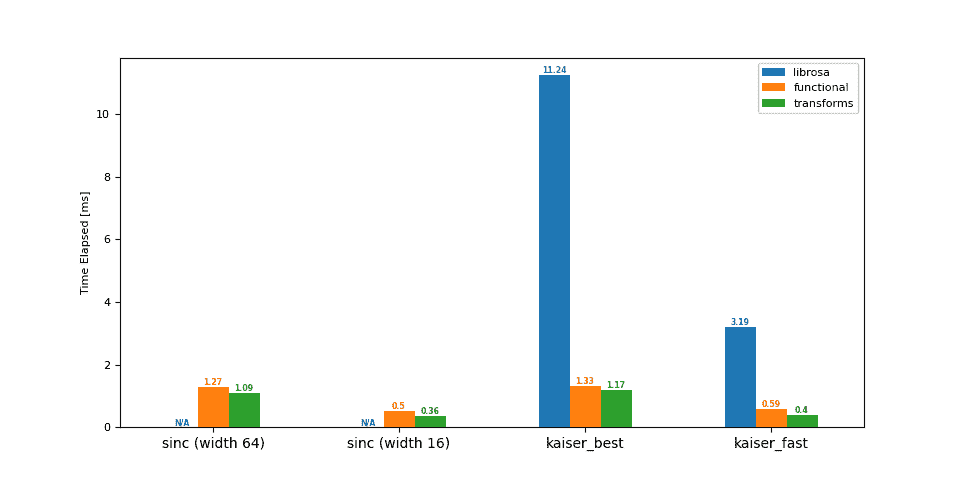 librosa
functional
transforms
Time Elapsed [ms]
10
8
6
4
2
0
N/A
1.27
1.09
N/A
0.5
0.36
11.24
1.33
1.17
3.19
0.59
0.4
sinc (width 64)
sinc (width 16)
kaiser_best
kaiser_fast